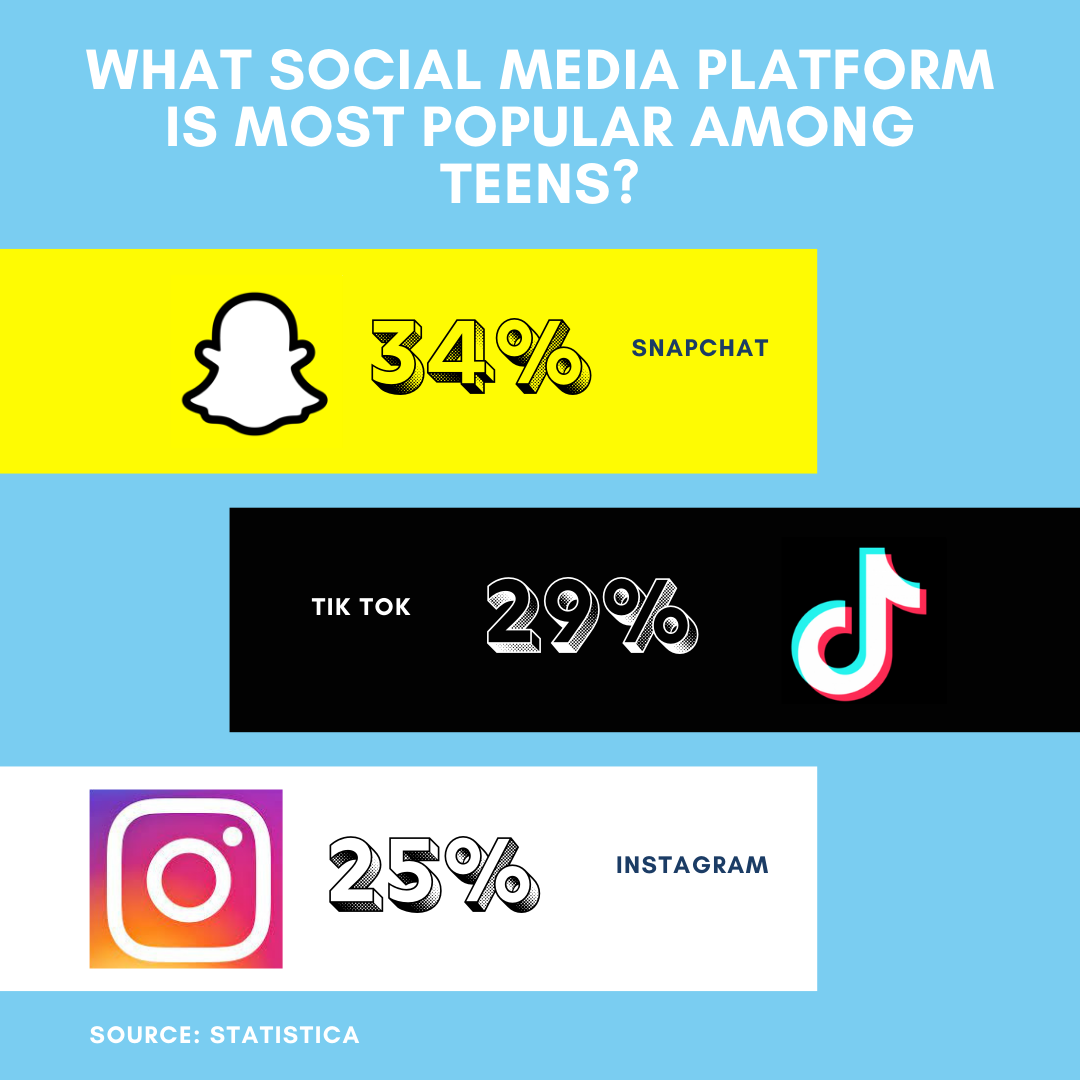 WHAT SOCIAL MEDIA PLATFORM
IS MOST POPULAR AMONG
TEENS?
34% SNAPCHAT
TIK TOK 29%
25% INSTAGRAM
SOURCE: STATISTICA